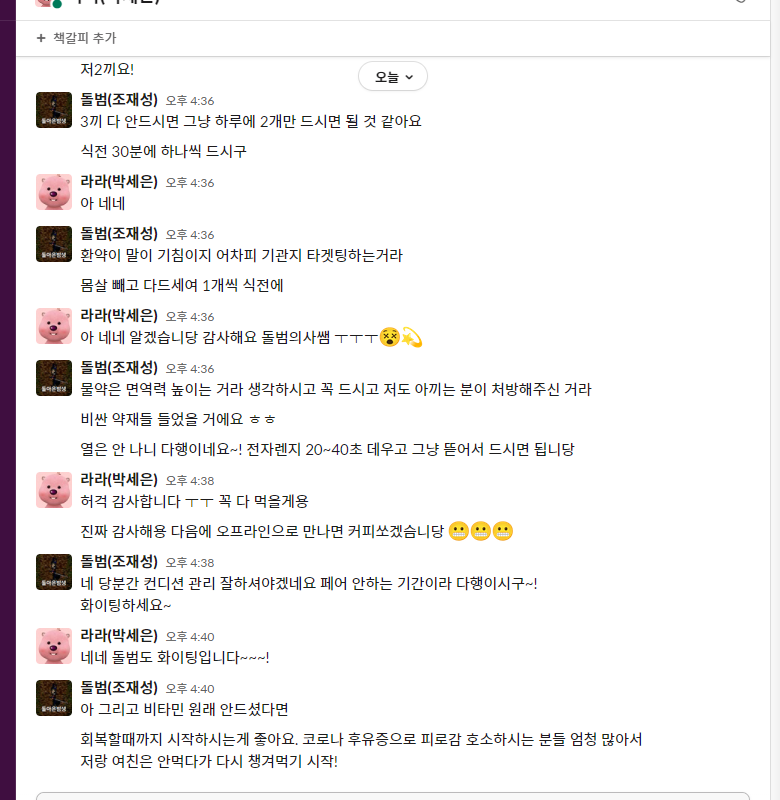 + 책갈피 추가
저2끼요!
오늘
돌범(조재성) 오후 4:36
3끼 다 안드시면 그냥 하루에 2개만 드시면 될 것 같아요
식전 30분에 하나씩 드시구
라라(박세은) 오후 4:36
아 네네
돌범(조재성) 오후 4:36
환약이 말이 기침이지 어차피 기관지 타겟팅하는거라
몸살 빼고 다드세여 1개씩 식전에
라라(박세은) 오후 4:36
아 네네 알겠습니당 감사해요 돌범의사쌤 ㅜㅜㅜ😵💫
돌범(조재성) 오후 4:36
물약은 면역력 높이는 거라 생각하시고 꼭 드시고 저도 아끼는 분이 처방해주신 거라
비싼 약재들 들었을 거에요 ㅎㅎ
열은 안 나니 다행이네요~! 전자렌지 20~40초 데우고 그냥 뜯어서 드시면 됩니당
라라(박세은) 오후 4:38
허걱 감사합니다 ㅜㅜ 꼭 다 먹을게용
진짜 감사해용 다음에 오프라인으로 만나면 커피쏘겠슴니당 😬😬😬
돌범(조재성) 오후 4:38
네 당분간 컨디션 관리 잘하셔야겠네요 페어 안하는 기간이라 다행이시구~!
화이팅하세요~
라라(박세은) 오후 4:40
네네 돌범도 화이팅입니다~~~!
돌범(조재성) 오후 4:40
아 그리고 비타민 원래 안드셨다면
회복할때까지 시작하시는게 좋아요. 코로나 후유증으로 피로감 호소하시는 분들 엄청 많아서
저랑 여친은 안먹다가 다시 챙겨먹기 시작!